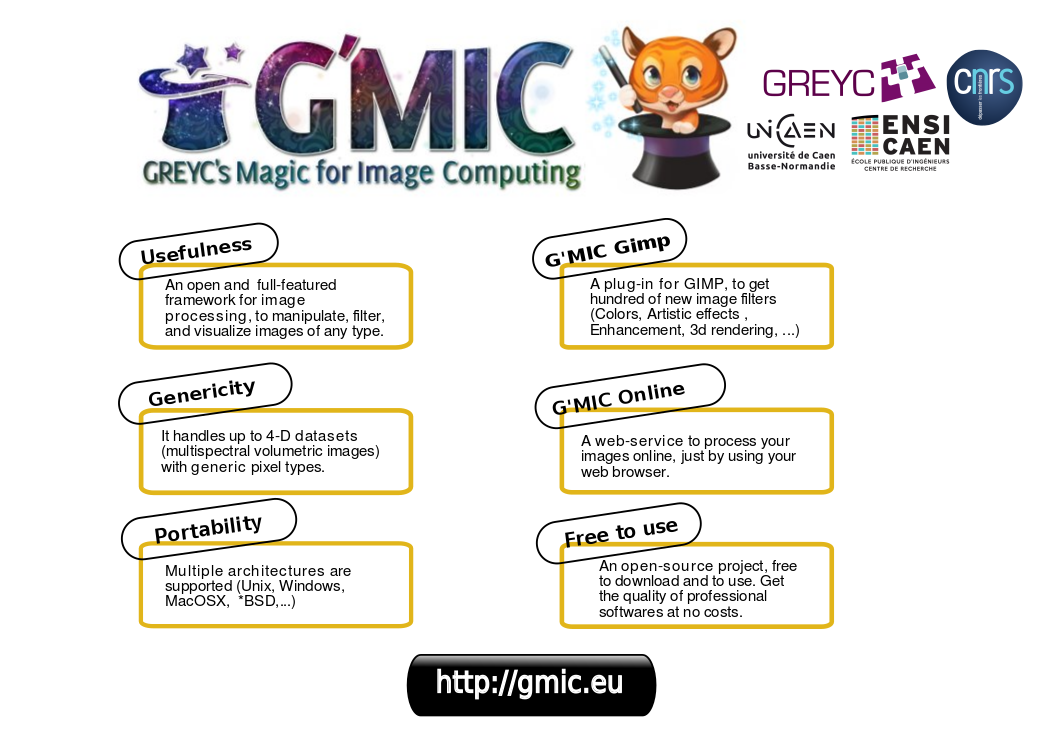 G'MIC
GREYC's Magic for Image Computing
GREYC
cnrs
UNICAEN
université de Caen
Basse-Normandie
ENSI
CAEN
ÉCOLE PUBLIQUE D'INGÉNIEURS
CENTRE DE RECHERCHE
Usefulness
An open and full-featured
framework for image
processing, to manipulate, filter,
and visualize images of any type.
G'MIC Gimp
A plug-in for GIMP, to get
hundred of new image filters
(Colors, Artistic effects ,
Enhancement, 3d rendering, ...)
Genericity
It handles up to 4-D datasets
(multispectral volumetric images)
with generic pixel types.
G'MIC Online
A web-service to process your
images online, just by using your
web browser.
Portability
Multiple architectures are
supported (Unix, Windows,
MacOSX, *BSD,...)
Free to use
An open-source project, free
to download and to use. Get
the quality of professional
softwares at no costs.
http://gmic.eu